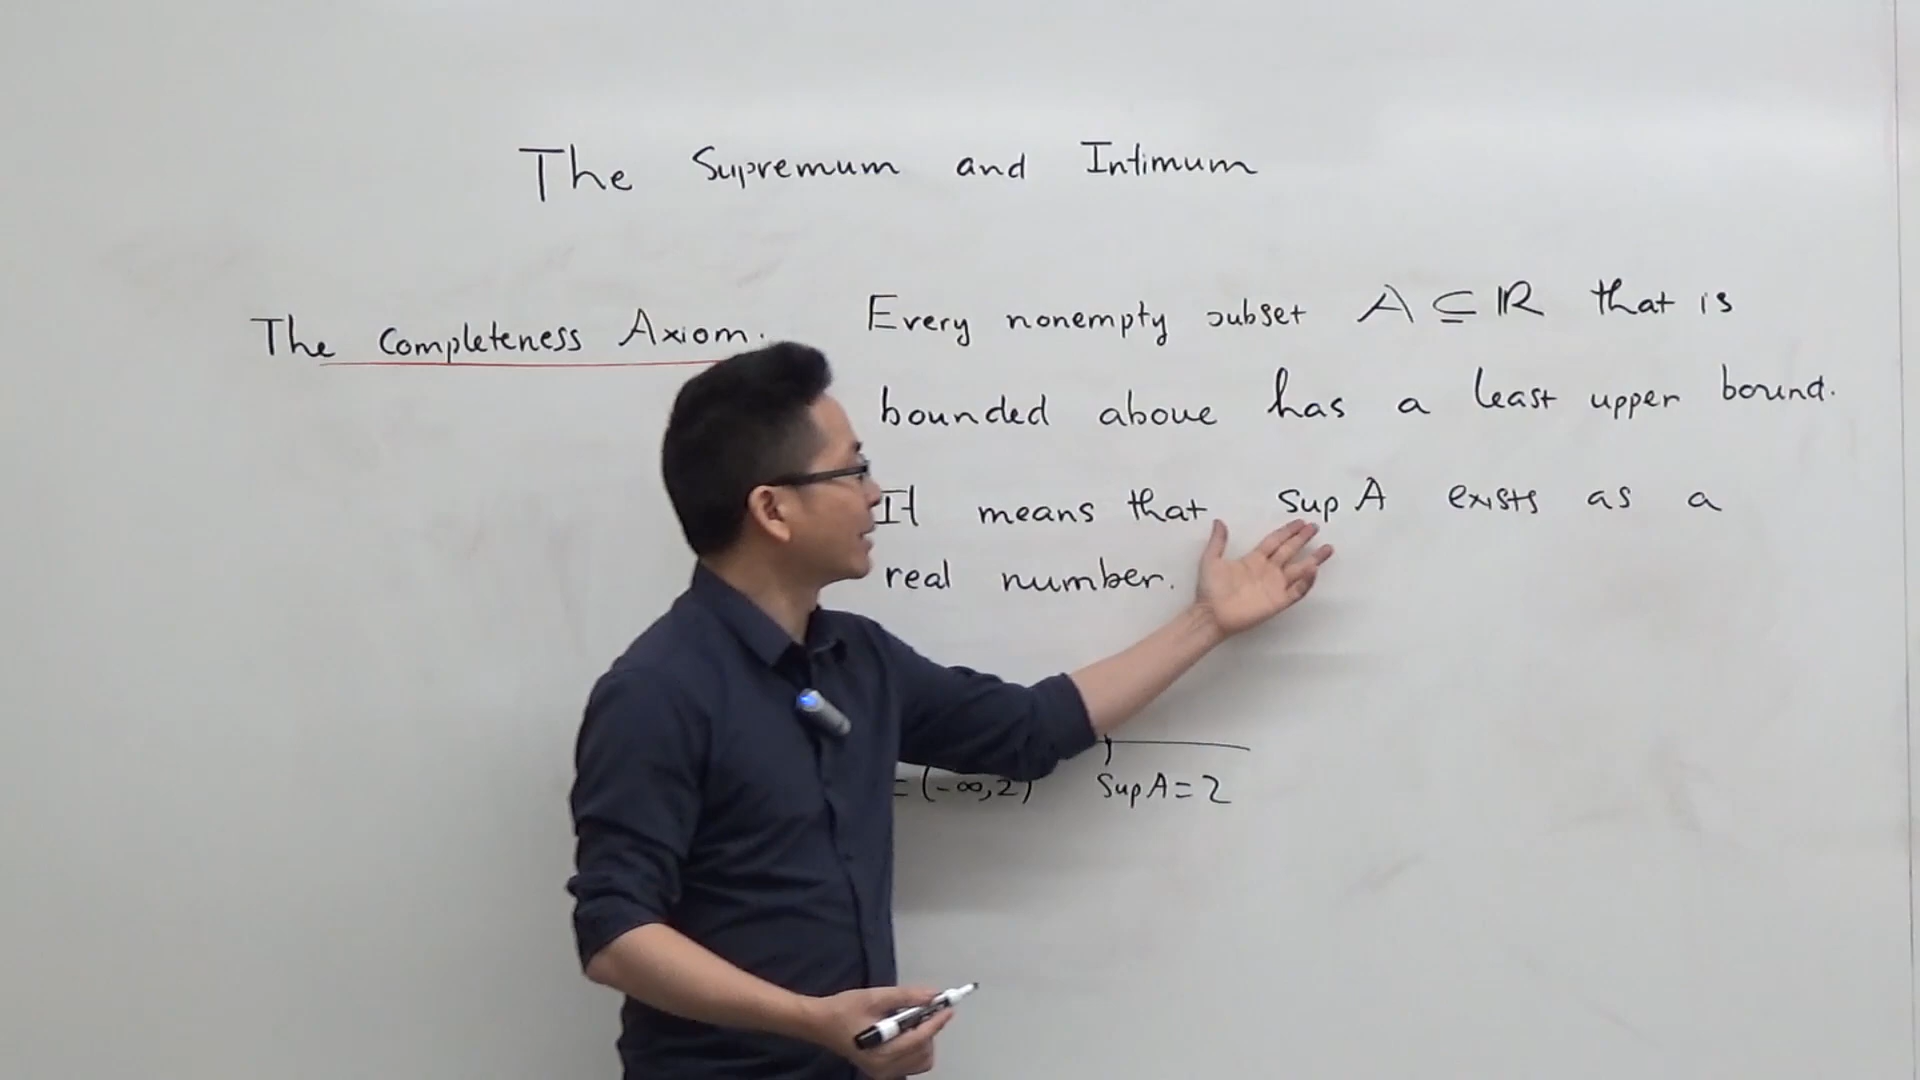 The Supremum and Infimum
The Completeness Axiom.
Every nonempty subset A ⊆ ℝ that is
bounded above has a least upper bound.
It means that sup A exists as a
real number.
= (-∞,2) Sup A = 2